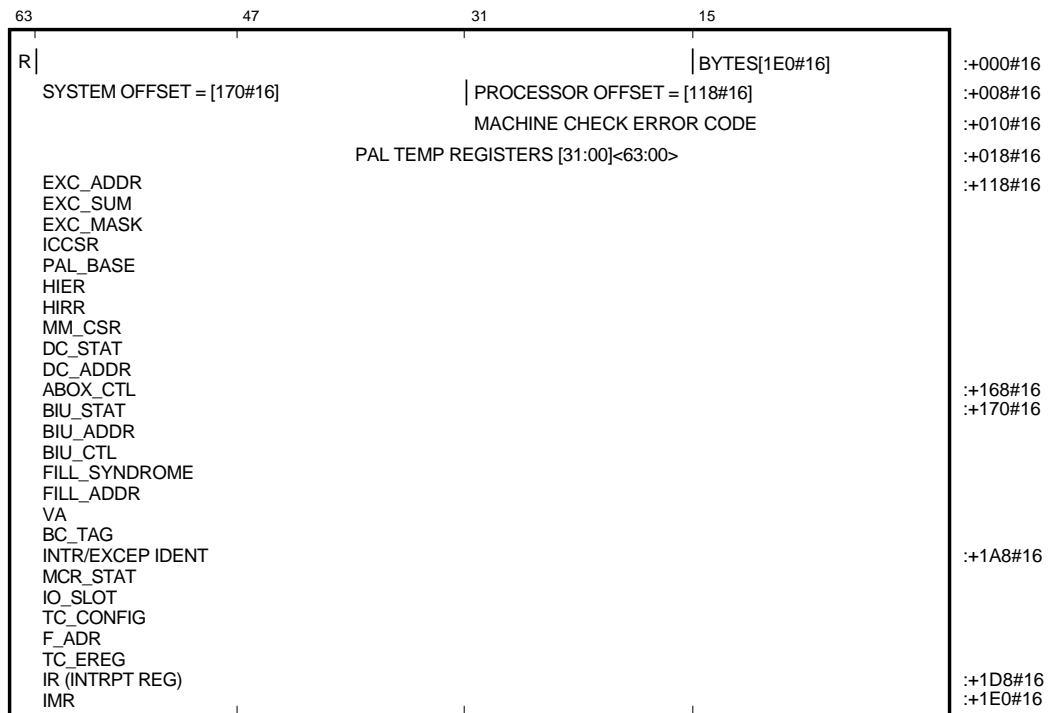 63 47 31 15
R BYTES[1E0#16] :+000#16
SYSTEM OFFSET = [170#16] PROCESSOR OFFSET = [118#16] :+008#16
MACHINE CHECK ERROR CODE :+010#16
PAL TEMP REGISTERS [31:00]<63:00> :+018#16
EXC_ADDR :+118#16
EXC_SUM
EXC_MASK
ICCSR
PAL_BASE
HIER
HIRR
MM_CSR
DC_STAT
DC_ADDR
ABOX_CTL :+168#16
BIU_STAT :+170#16
BIU_ADDR
BIU_CTL
FILL_SYNDROME
FILL_ADDR
VA
BC_TAG
INTR/EXCEP IDENT :+1A8#16
MCR_STAT
IO_SLOT
TC_CONFIG
F_ADR
TC_EREG
IR (INTRPT REG) :+1D8#16
IMR :+1E0#16